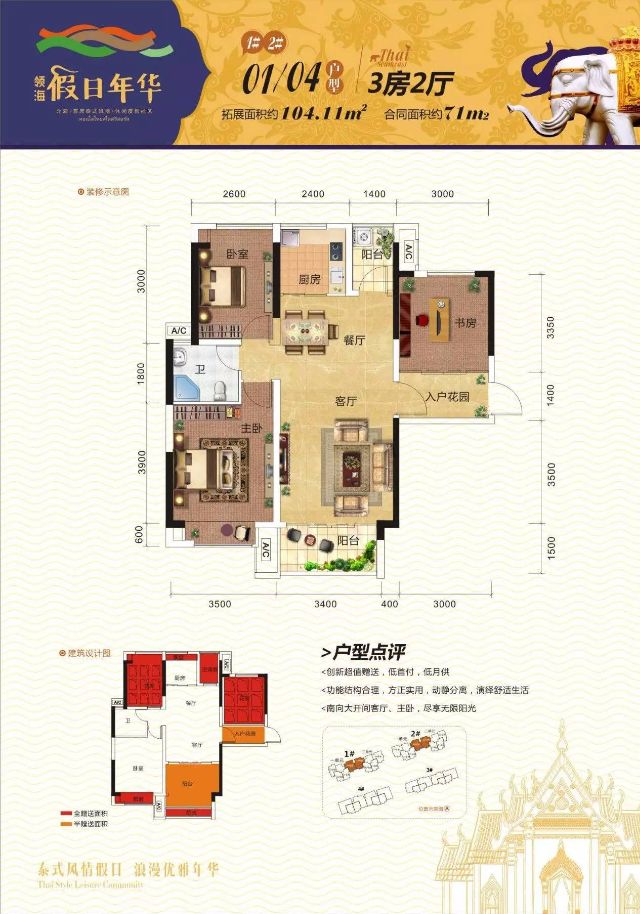 领海
假日年华
1# 2#
01/04
户型
Thai
3房2厅
拓展面积约104.11m²
合同面积约71m2
装修示意图
2600
2400
1400
3000
3000
1800
3900
600
3350
1400
3500
1500
3500
3400
400
3000
A/C
A/C
A/C
卧室
厨房
阳台
书房
餐厅
卫
客厅
入户花园
主卧
阳台
建筑设计图
厨房
餐厅
卫
客厅
入户花园
卧室
阳台
A/C
A/C
A/C
全赠送面积
半赠送面积
>户型点评
<创新超值赠送，低首付，低月供
<功能结构合理，方正实用，动静分离，演绎舒适生活
<南向大开间客厅、主卧，尽享无限阳光
1#
2#
3#
4#
泰式风情假日 浪漫优雅年华
Thai Style Leisure Community